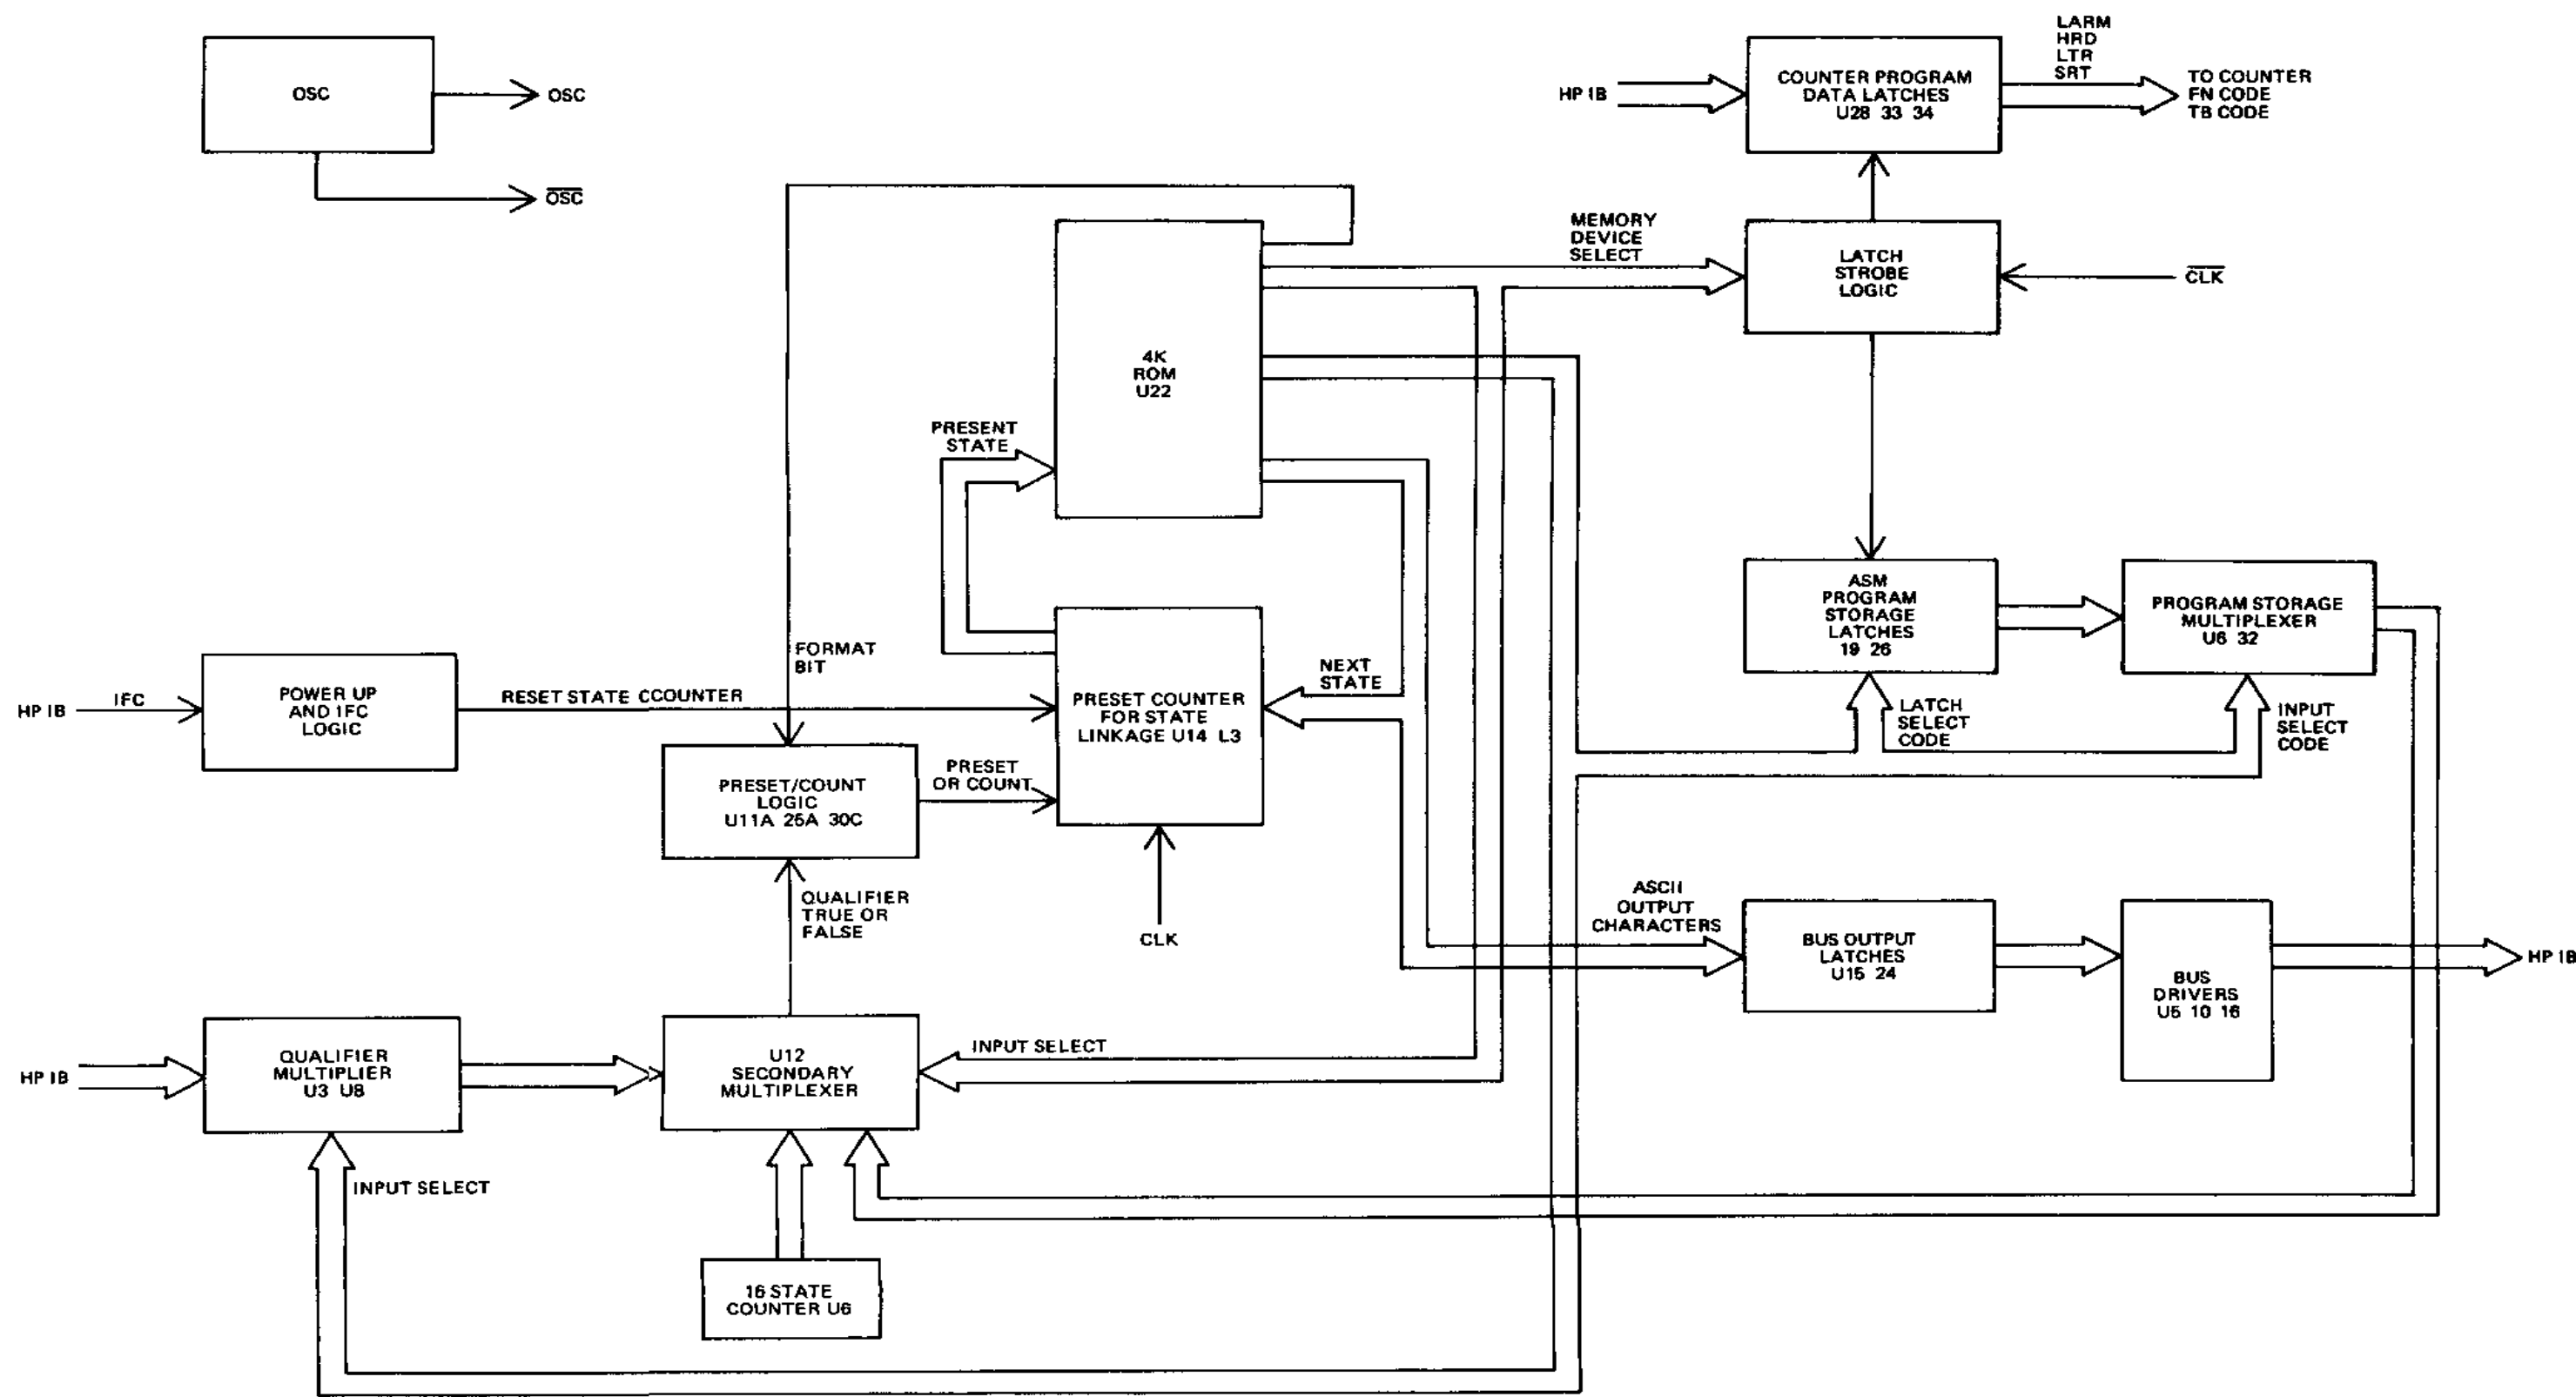 OSC
OSC
OSC
HP IB
COUNTER PROGRAM
DATA LATCHES
U28 33 34
LARM
HRD
LTR
SRT
TO COUNTER
FN CODE
TB CODE
MEMORY
DEVICE
SELECT
LATCH
STROBE
LOGIC
CLK
4K
ROM
U22
PRESENT
STATE
FORMAT
BIT
HP IB
IFC
POWER UP
AND IFC
LOGIC
RESET STATE CCOUNTER
PRESET COUNTER
FOR STATE
LINKAGE U14 L3
NEXT
STATE
ASM
PROGRAM
STORAGE
LATCHES
19 26
PROGRAM STORAGE
MULTIPLEXER
U6 32
LATCH
SELECT
CODE
INPUT
SELECT
CODE
PRESET/COUNT
LOGIC
U11A 25A 30C
PRESET
OR COUNT
CLK
QUALIFIER
TRUE OR
FALSE
ASCII
OUTPUT
CHARACTERS
BUS OUTPUT
LATCHES
U15 24
BUS
DRIVERS
U5 10 16
HP IB
HP IB
QUALIFIER
MULTIPLIER
U3 U8
U12
SECONDARY
MULTIPLEXER
INPUT SELECT
INPUT SELECT
16 STATE
COUNTER U6